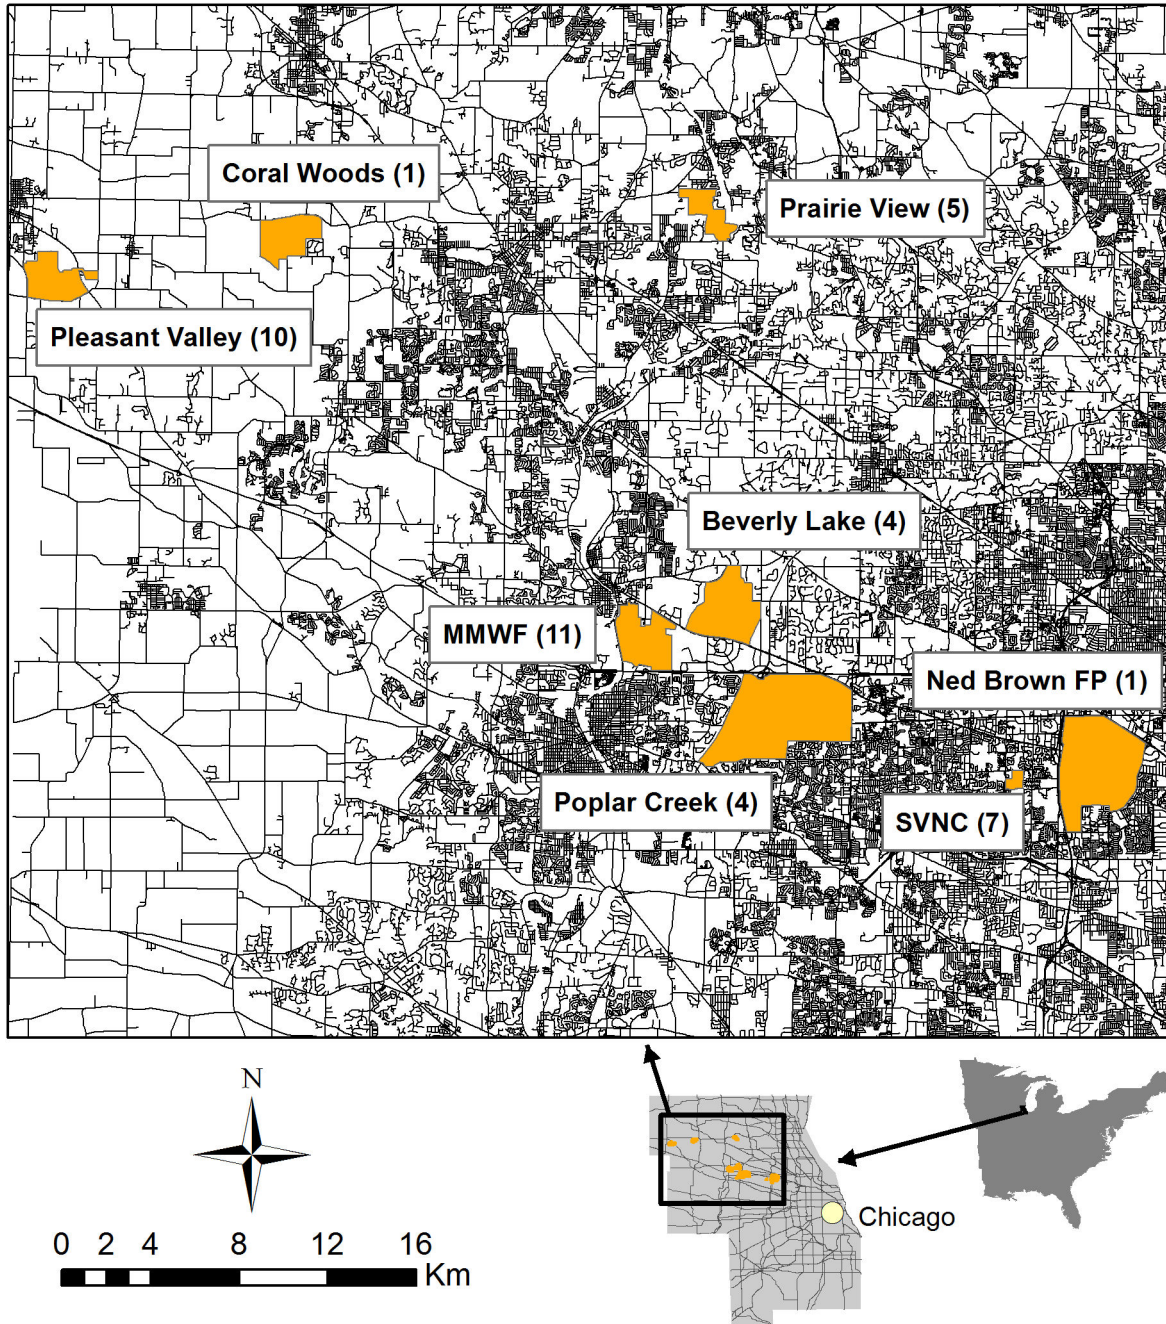 Coral Woods (1)
Prairie View (5)
Pleasant Valley (10)
Beverly Lake (4)
MMWF (11)
Ned Brown FP (1)
Poplar Creek (4)
SVNC (7)
N
0 2 4 8 12 16
Km
Chicago